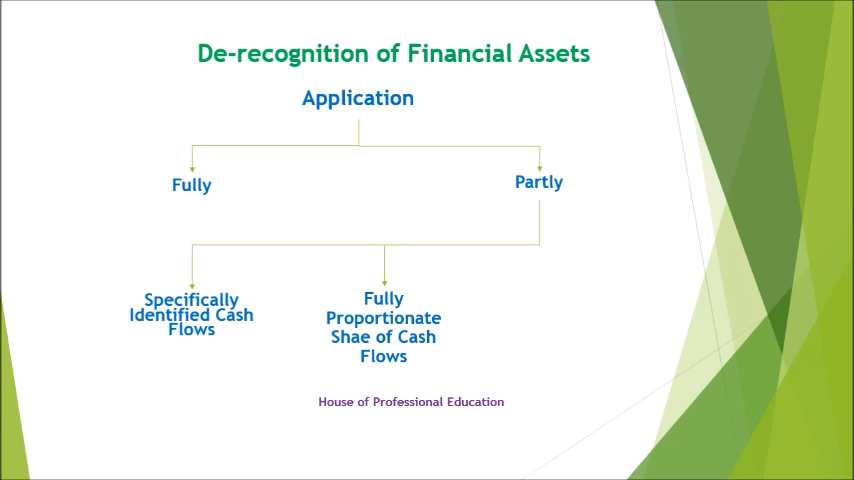 De-recognition of Financial Assets
Application
Fully
Partly
Specifically
Identified Cash
Flows
Fully
Proportionate
Shae of Cash
Flows
House of Professional Education